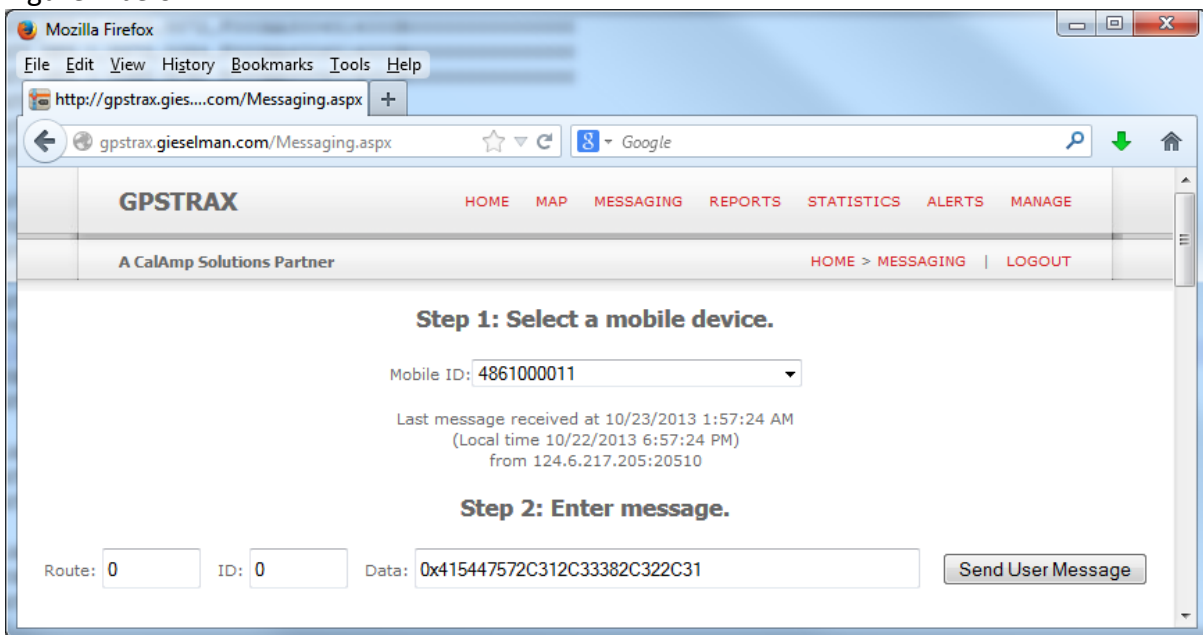 Mozilla Firefox
File Edit View History Bookmarks Tools Help
http://gpstrax.gies....com/Messaging.aspx +
gpstrax.gieselman.com/Messaging.aspx 8 Google
GPSTRAX HOME MAP MESSAGING REPORTS STATISTICS ALERTS MANAGE
A CalAmp Solutions Partner HOME > MESSAGING | LOGOUT
Step 1: Select a mobile device.
Mobile ID: 4861000011
Last message received at 10/23/2013 1:57:24 AM
(Local time 10/22/2013 6:57:24 PM)
from 124.6.217.205:20510
Step 2: Enter message.
Route: 0 ID: 0 Data: 0x415447572C312C33382C322C31 Send User Message